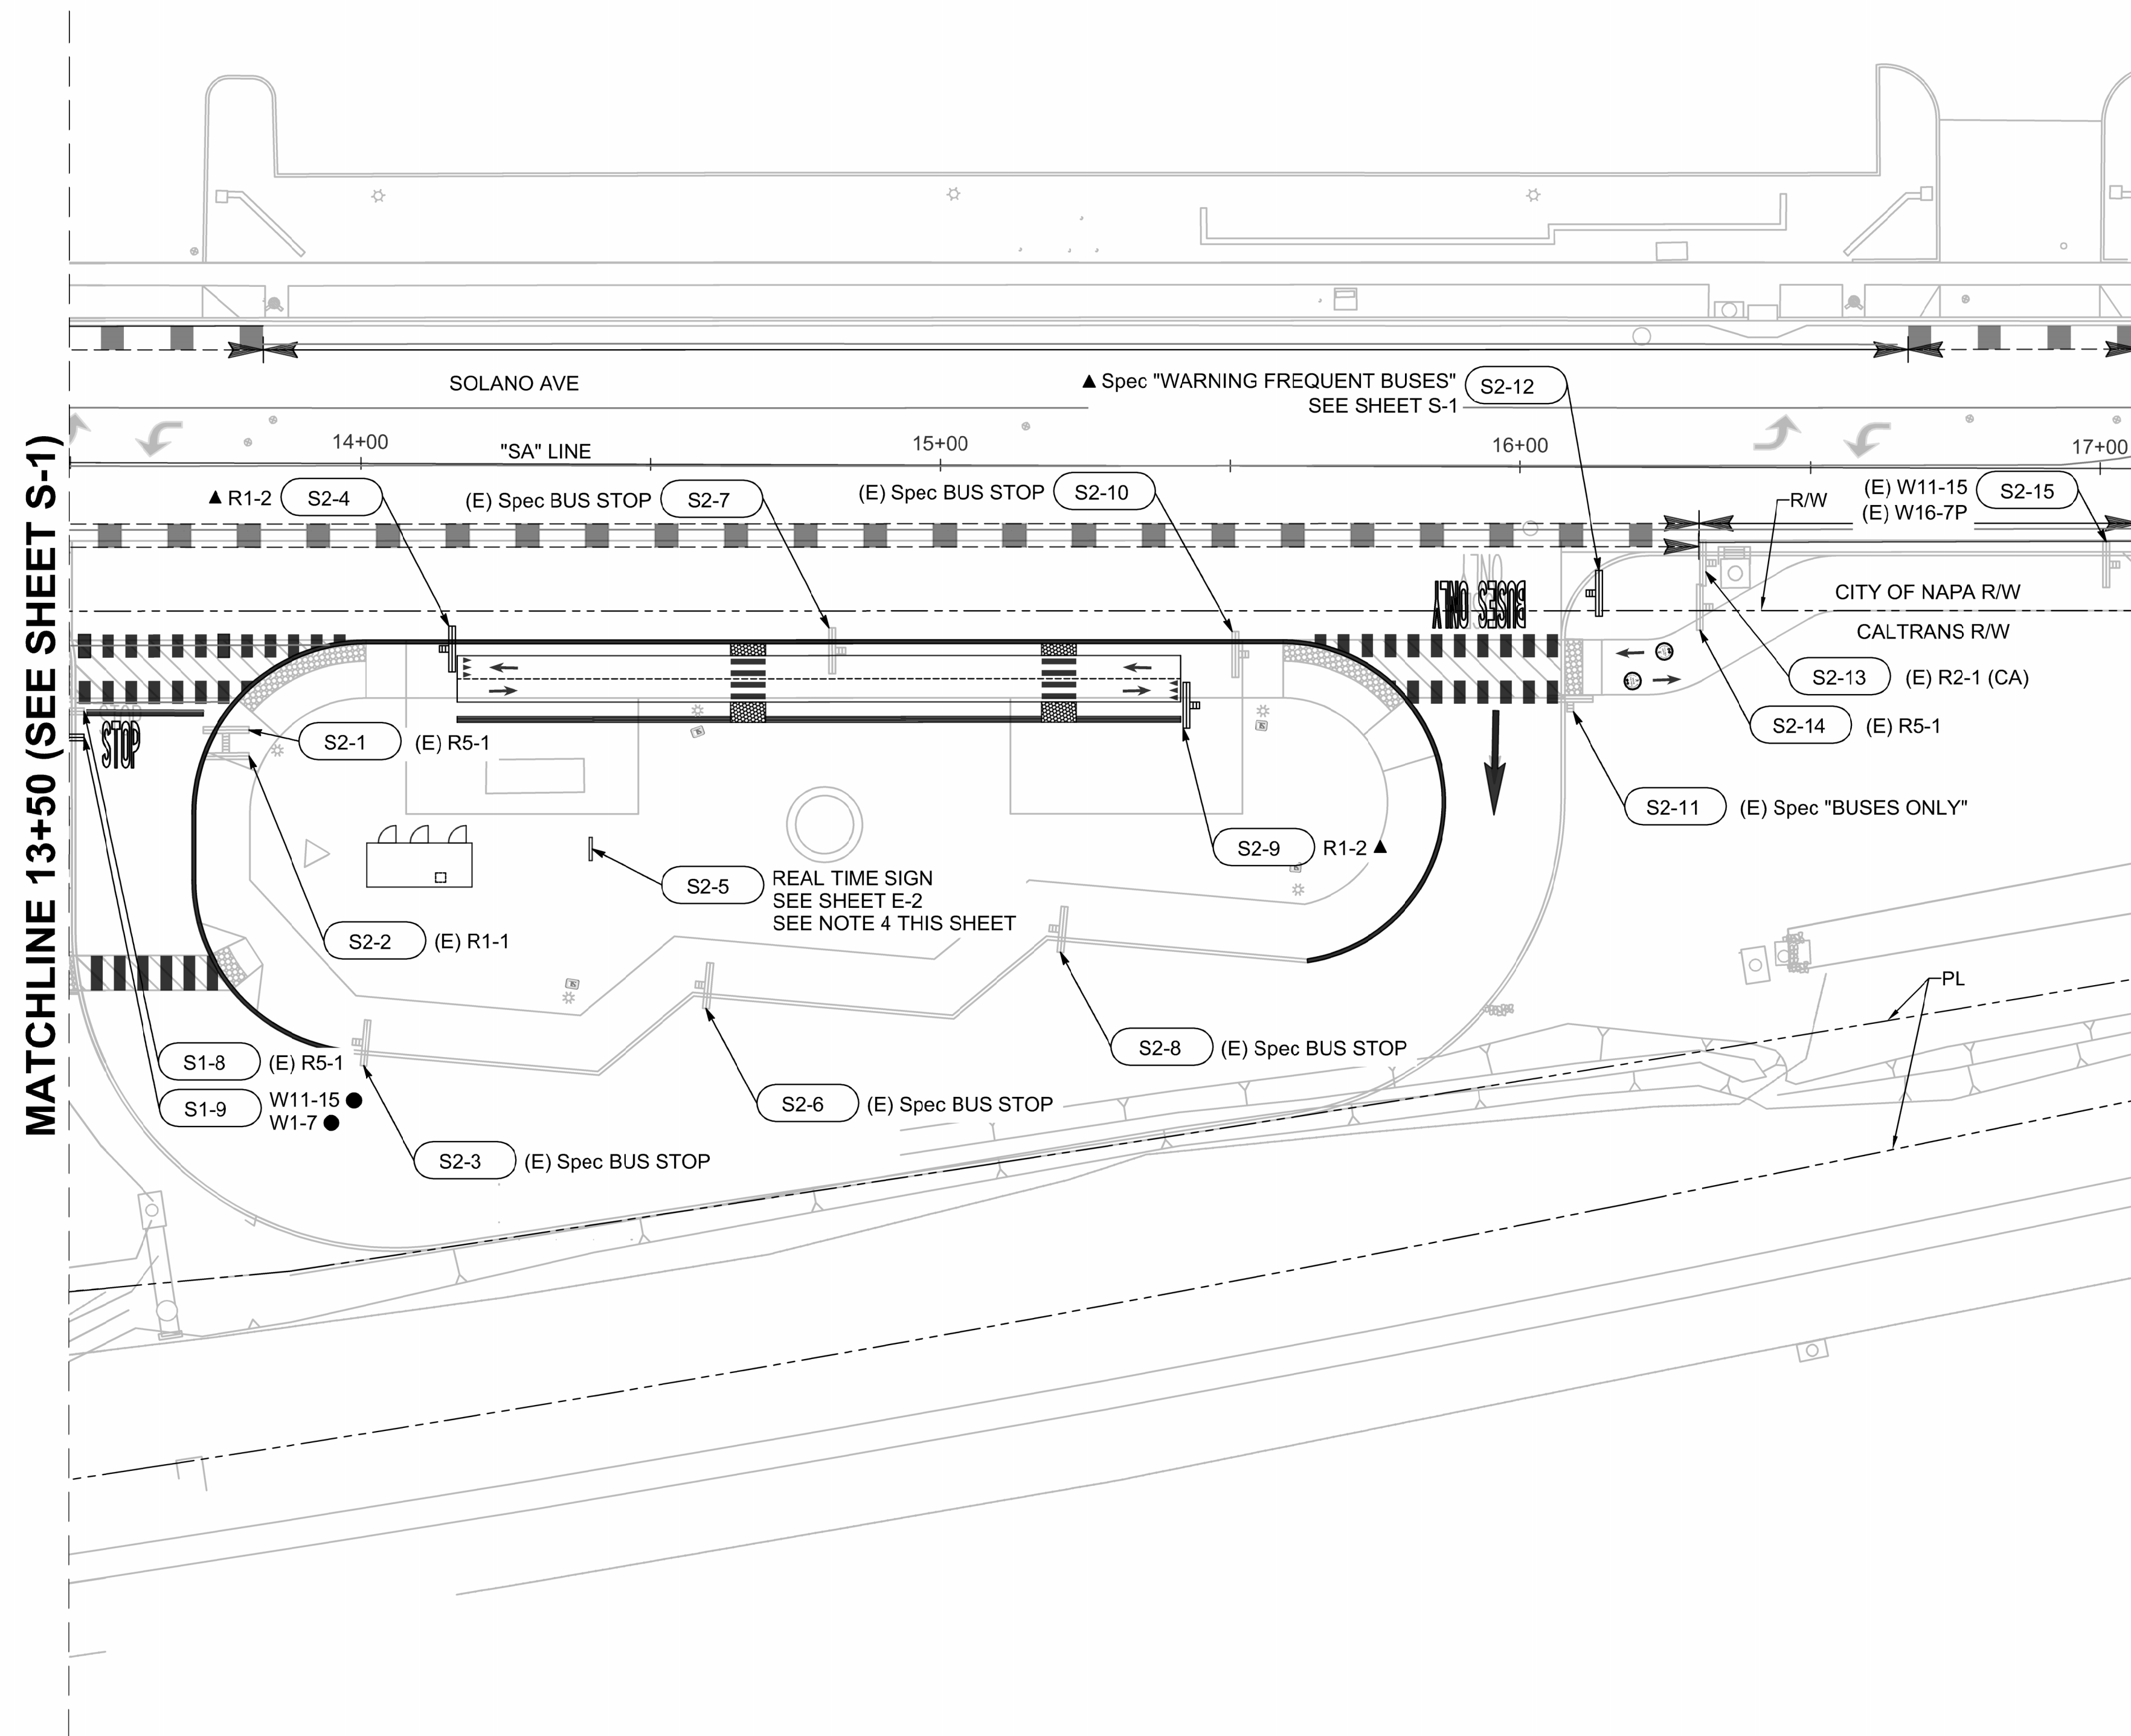 MATCHLINE 13+50 (SEE SHEET S-1)
SOLANO AVE
▲ Spec "WARNING FREQUENT BUSES"
SEE SHEET S-1
S2-12
14+00
"SA" LINE
15+00
16+00
17+00
▲ R1-2
S2-4
(E) Spec BUS STOP
S2-7
(E) Spec BUS STOP
S2-10
R/W
(E) W11-15
(E) W16-7P
S2-15
BUSES ONLY
ONLY
CITY OF NAPA R/W
CALTRANS R/W
S2-13
(E) R2-1 (CA)
S2-14
(E) R5-1
STOP
STOP
S2-1
(E) R5-1
S2-11
(E) Spec "BUSES ONLY"
S2-9
R1-2 ▲
S2-5
REAL TIME SIGN
SEE SHEET E-2
SEE NOTE 4 THIS SHEET
S2-2
(E) R1-1
PL
S1-8
(E) R5-1
S2-8
(E) Spec BUS STOP
S1-9
W11-15 ●
W1-7 ●
S2-6
(E) Spec BUS STOP
S2-3
(E) Spec BUS STOP